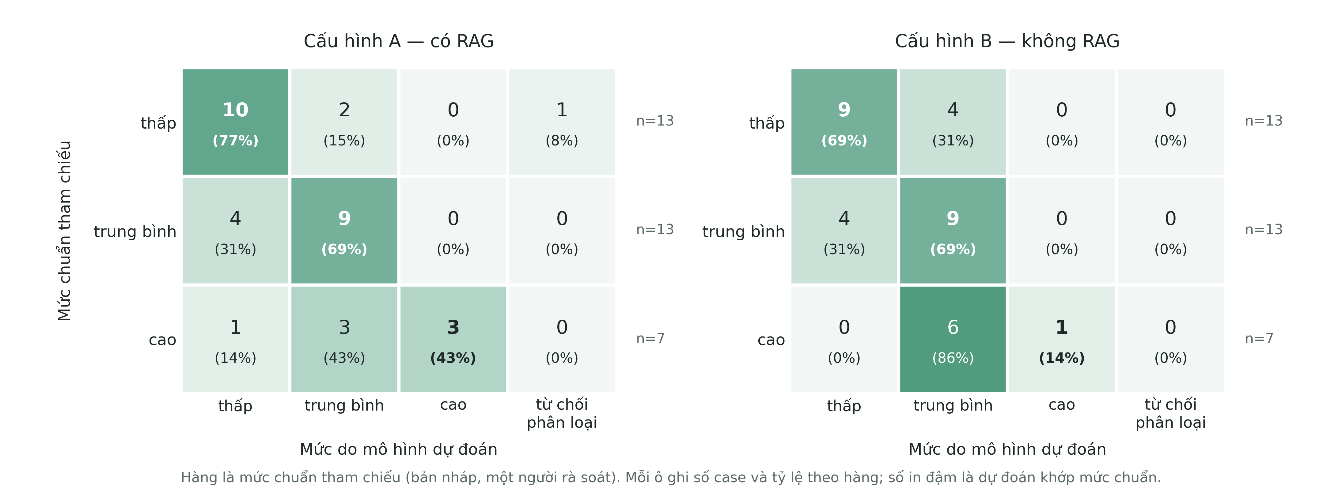 Cấu hình A — có RAG
Mức chuẩn tham chiếu
thấp
10
(77%)
2
(15%)
0
(0%)
1
(8%)
n=13
trung bình
4
(31%)
9
(69%)
0
(0%)
0
(0%)
n=13
cao
1
(14%)
3
(43%)
3
(43%)
0
(0%)
n=7
thấp
trung bình
cao
từ chối
phân loại
Mức do mô hình dự đoán
Cấu hình B — không RAG
thấp
9
(69%)
4
(31%)
0
(0%)
0
(0%)
n=13
trung bình
4
(31%)
9
(69%)
0
(0%)
0
(0%)
n=13
cao
0
(0%)
6
(86%)
1
(14%)
0
(0%)
n=7
thấp
trung bình
cao
từ chối
phân loại
Mức do mô hình dự đoán
Hàng là mức chuẩn tham chiếu (bản nháp, một người rà soát). Mỗi ô ghi số case và tỷ lệ theo hàng; số in đậm là dự đoán khớp mức chuẩn.